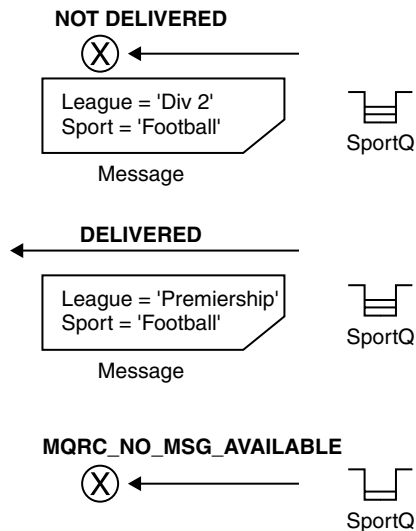 NOT DELIVERED
X
League = 'Div 2'
Sport = 'Football'
SportQ
Message
DELIVERED
League = 'Premiership'
Sport = 'Football'
SportQ
Message
MQRC_NO_MSG_AVAILABLE
X
SportQ